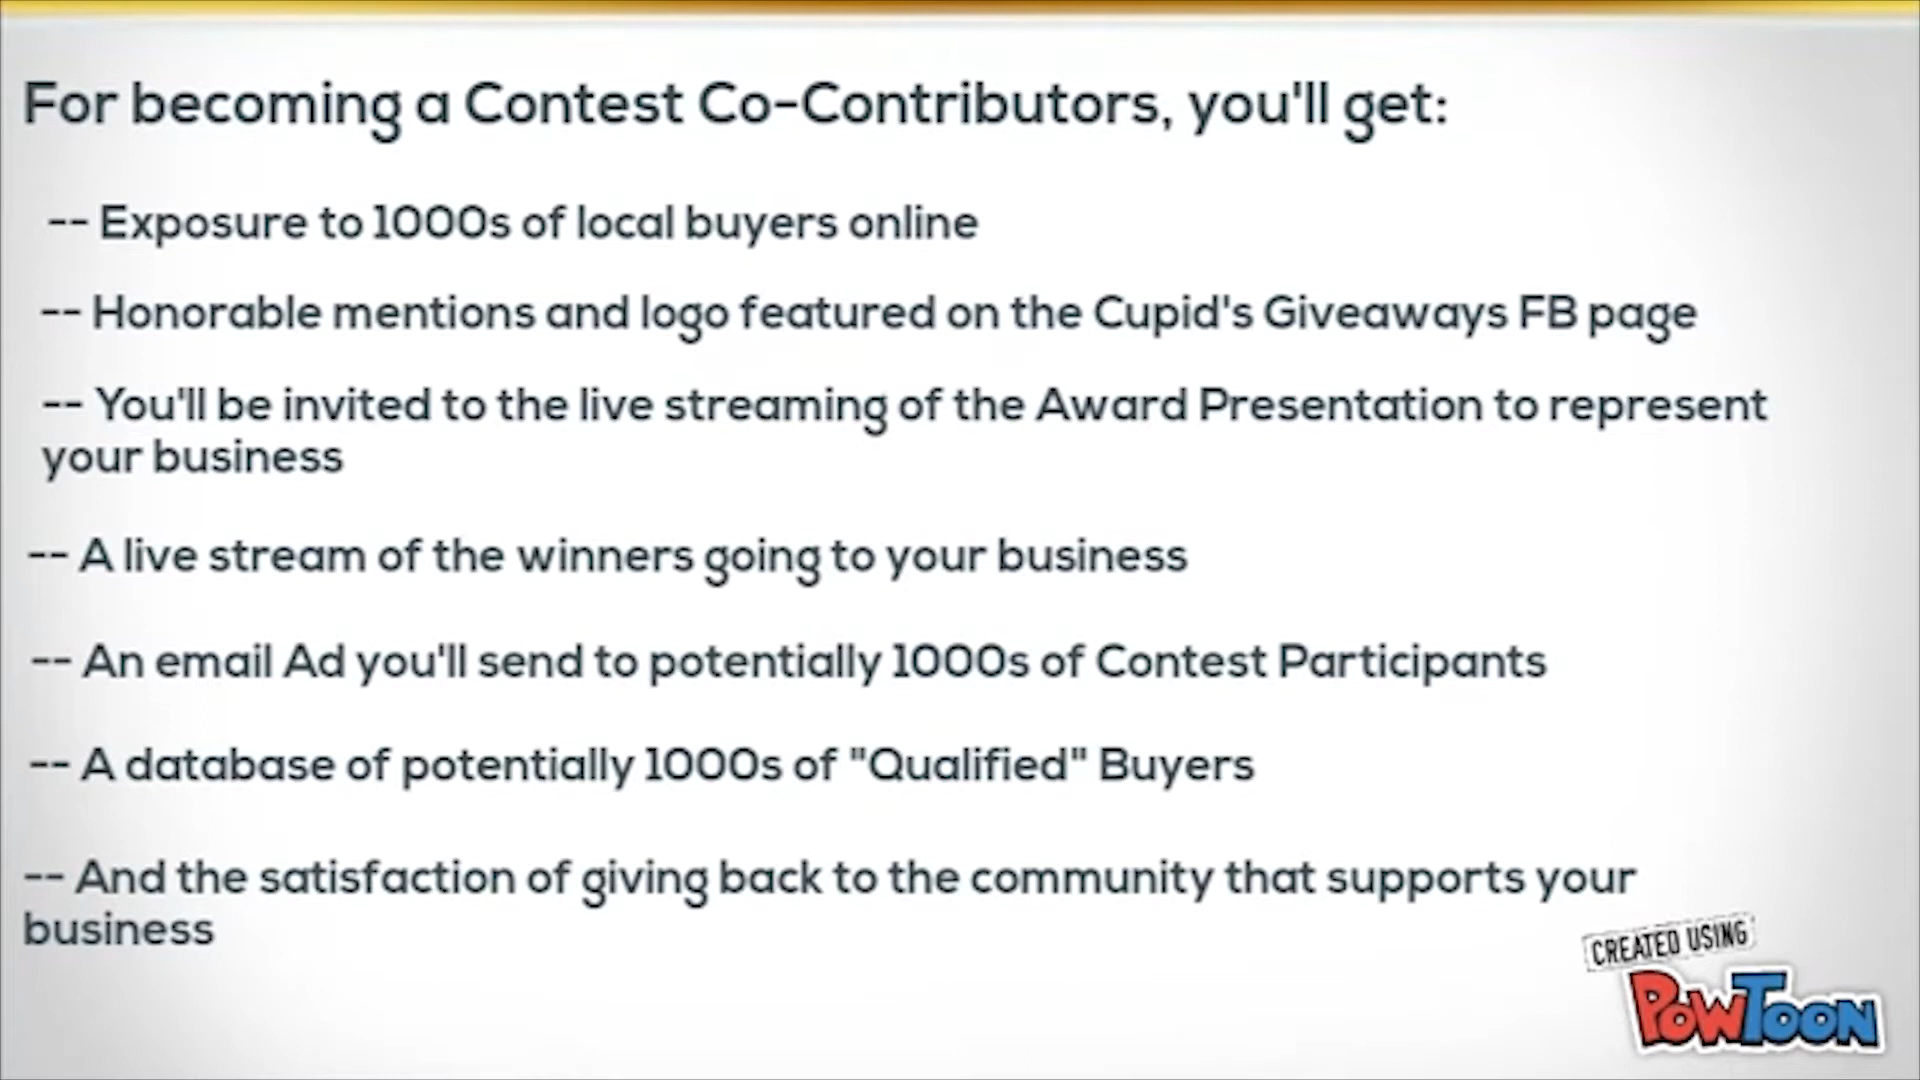 For becoming a Contest Co-Contributors, you'll get:
-- Exposure to 1000s of local buyers online
-- Honorable mentions and logo featured on the Cupid's Giveaways FB page
-- You'll be invited to the live streaming of the Award Presentation to represent
your business
-- A live stream of the winners going to your business
-- An email Ad you'll send to potentially 1000s of Contest Participants
-- A database of potentially 1000s of "Qualified" Buyers
-- And the satisfaction of giving back to the community that supports your
business
CREATED USING
POWTOON